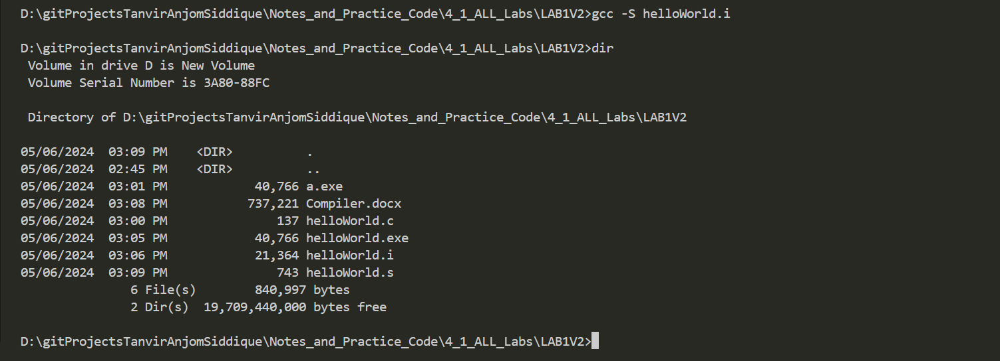 D:\gitProjectsTanvirAnjomSiddique\Notes_and_Practice_Code\4_1_ALL_Labs\LAB1V2>gcc -S helloWorld.i
D:\gitProjectsTanvirAnjomSiddique\Notes_and_Practice_Code\4_1_ALL_Labs\LAB1V2>dir
 Volume in drive D is New Volume
 Volume Serial Number is 3A80-88FC
 Directory of D:\gitProjectsTanvirAnjomSiddique\Notes_and_Practice_Code\4_1_ALL_Labs\LAB1V2
05/06/2024  03:09 PM    <DIR>          .
05/06/2024  02:45 PM    <DIR>          ..
05/06/2024  03:01 PM            40,766 a.exe
05/06/2024  03:08 PM           737,221 Compiler.docx
05/06/2024  03:00 PM               137 helloWorld.c
05/06/2024  03:05 PM            40,766 helloWorld.exe
05/06/2024  03:06 PM            21,364 helloWorld.i
05/06/2024  03:09 PM               743 helloWorld.s
               6 File(s)        840,997 bytes
               2 Dir(s)  19,709,440,000 bytes free
D:\gitProjectsTanvirAnjomSiddique\Notes_and_Practice_Code\4_1_ALL_Labs\LAB1V2>